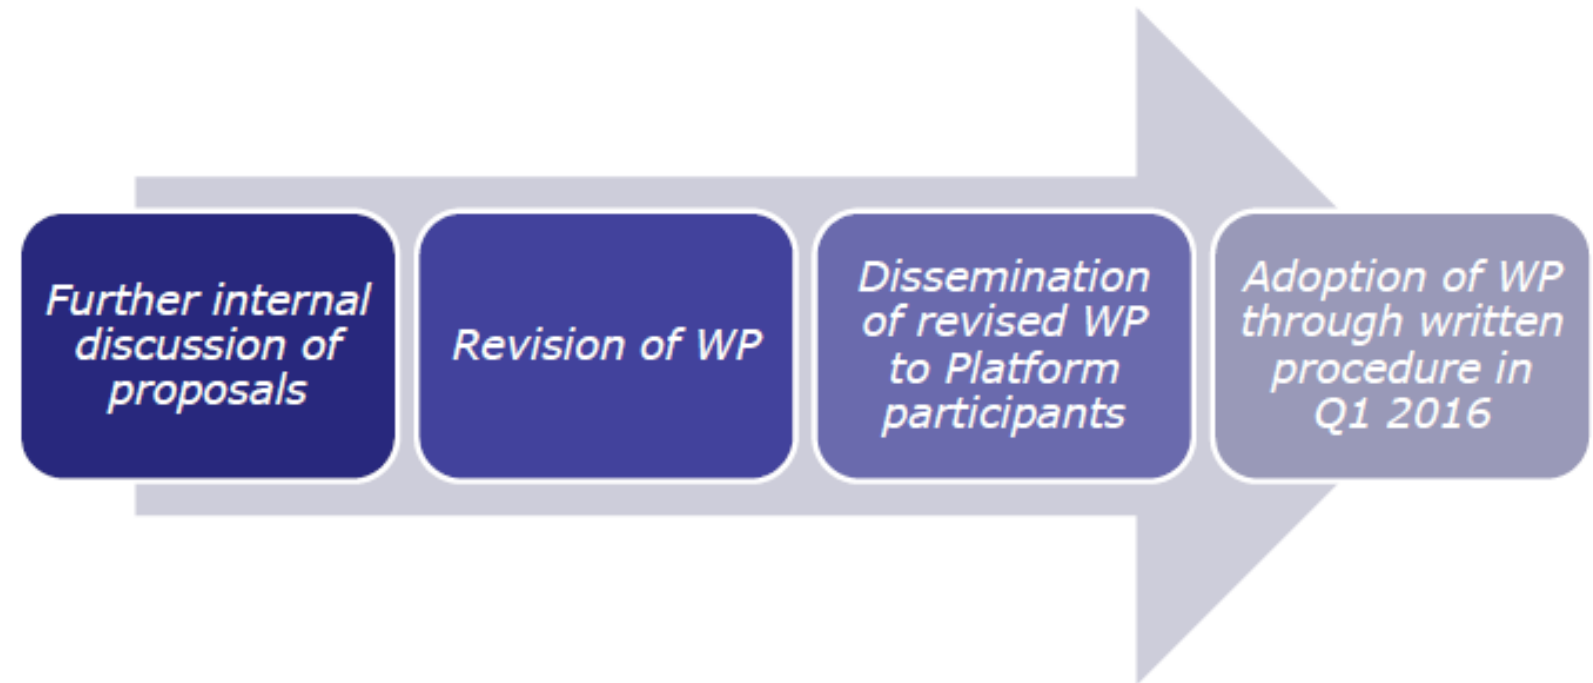 Further internal
discussion of
proposals
Revision of WP
Dissemination
of revised WP
to Platform
participants
Adoption of WP
through written
procedure in
Q1 2016